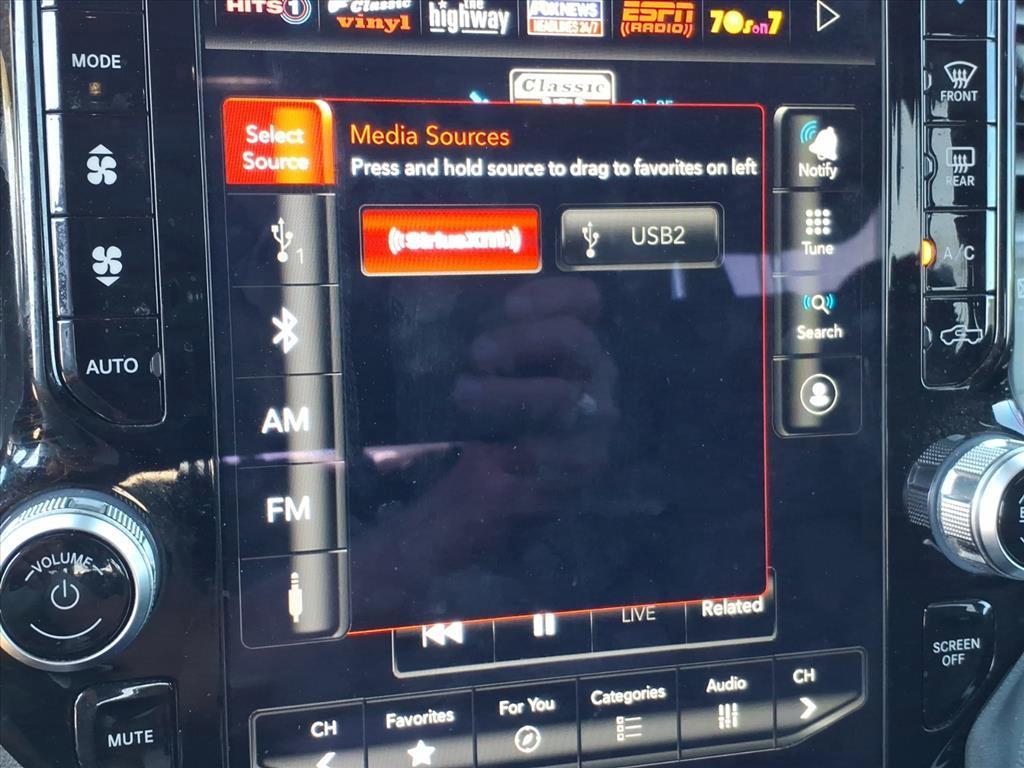 HITS 1
Classic
vinyl
the
highway
FOX NEWS
HEADLINES 24/7
ESPN
RADIO
70s on 7
MODE
Classic
Select
Source
Media Sources
Press and hold source to drag to favorites on left
SiriusXM
USB2
1
AM
FM
Notify
Tune
Search
FRONT
REAR
A/C
AUTO
VOLUME
MUTE
LIVE
Related
CH
Favorites
For You
Categories
Audio
CH
SCREEN
OFF